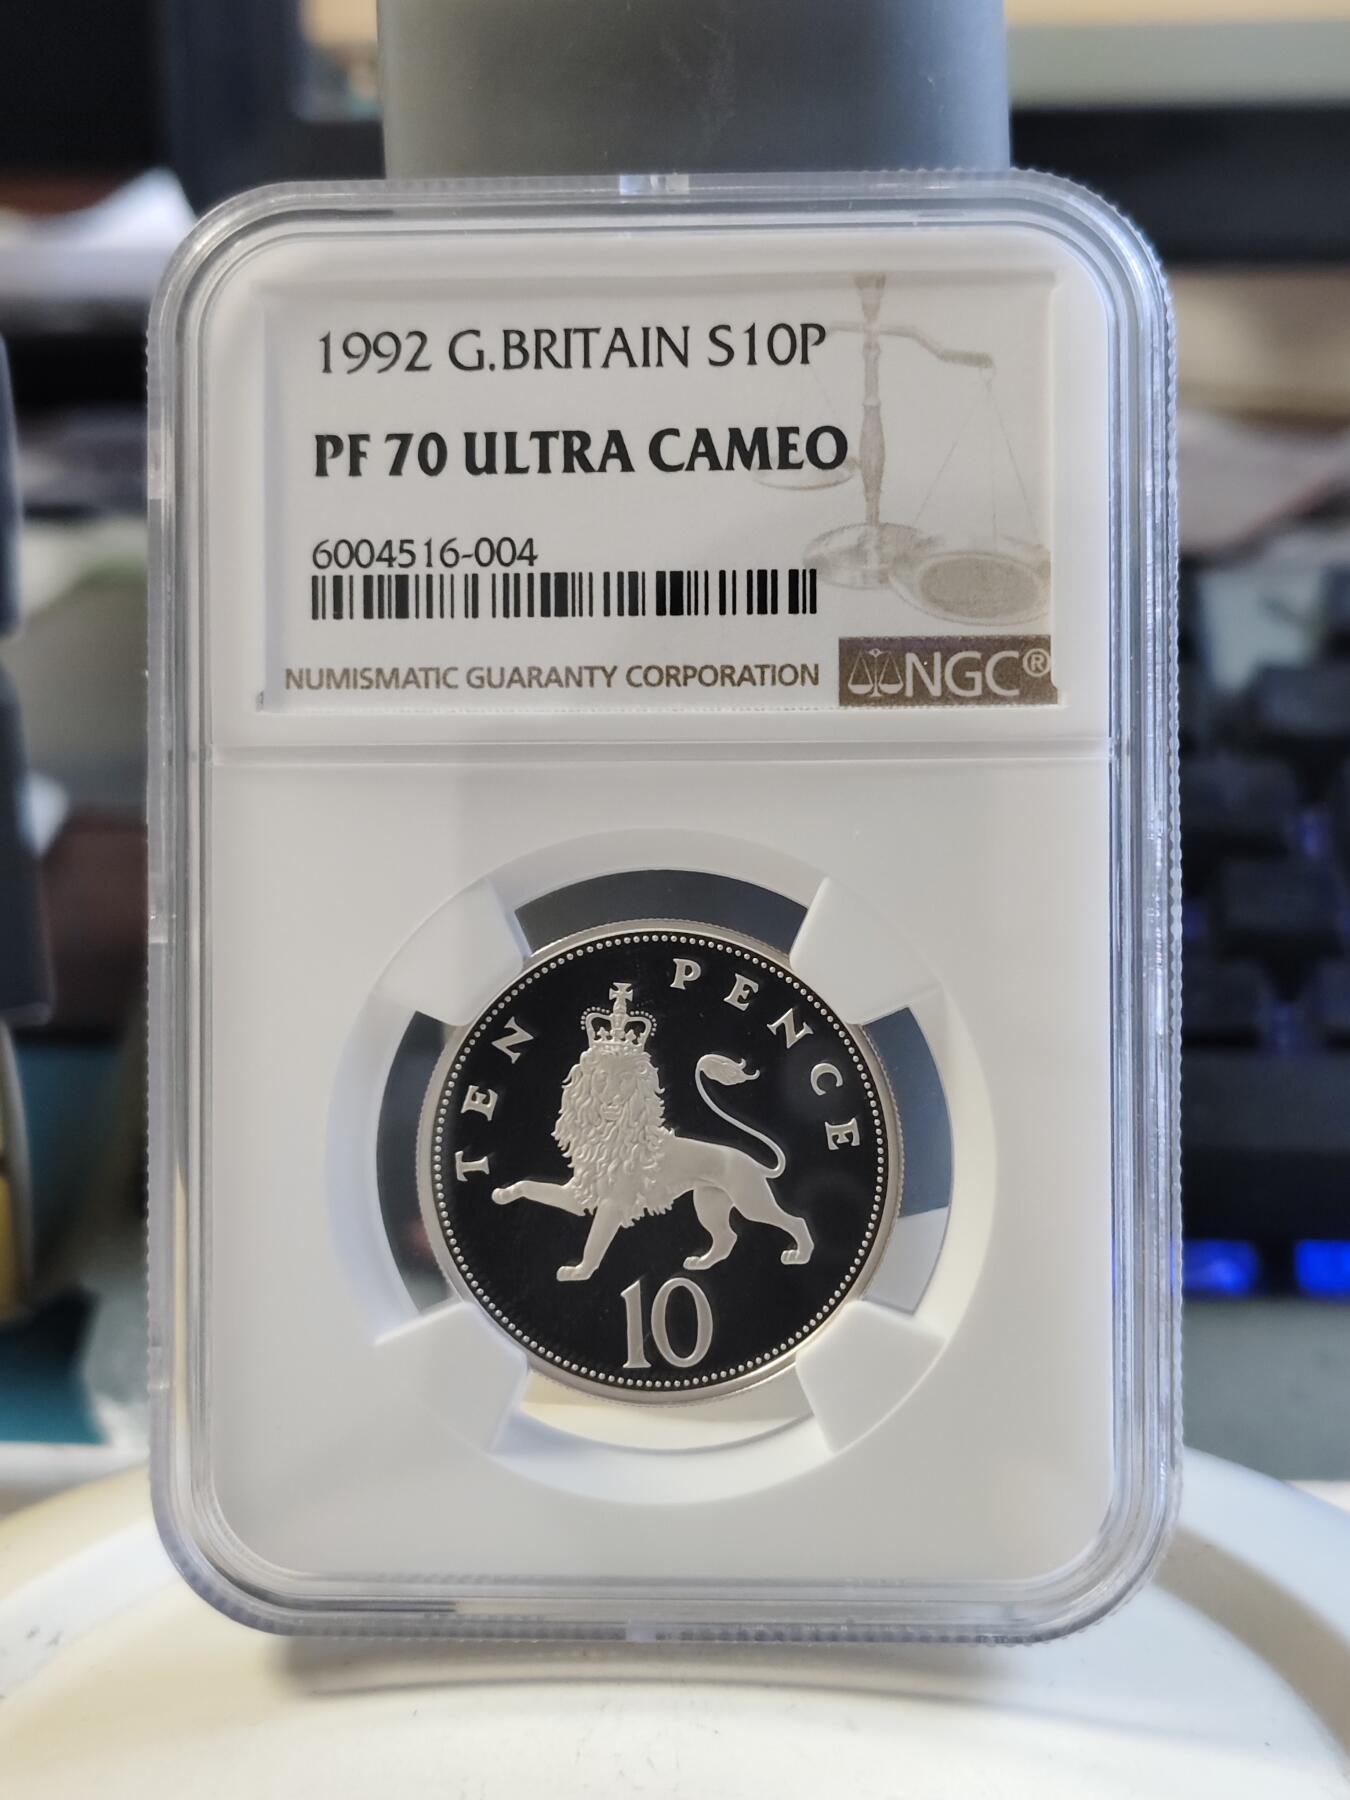 1992 G.BRITAIN S10P
PF 70 ULTRA CAMEO
6004516-004
NUMISMATIC GUARANTY CORPORATION
NGC®
TEN PENCE
10